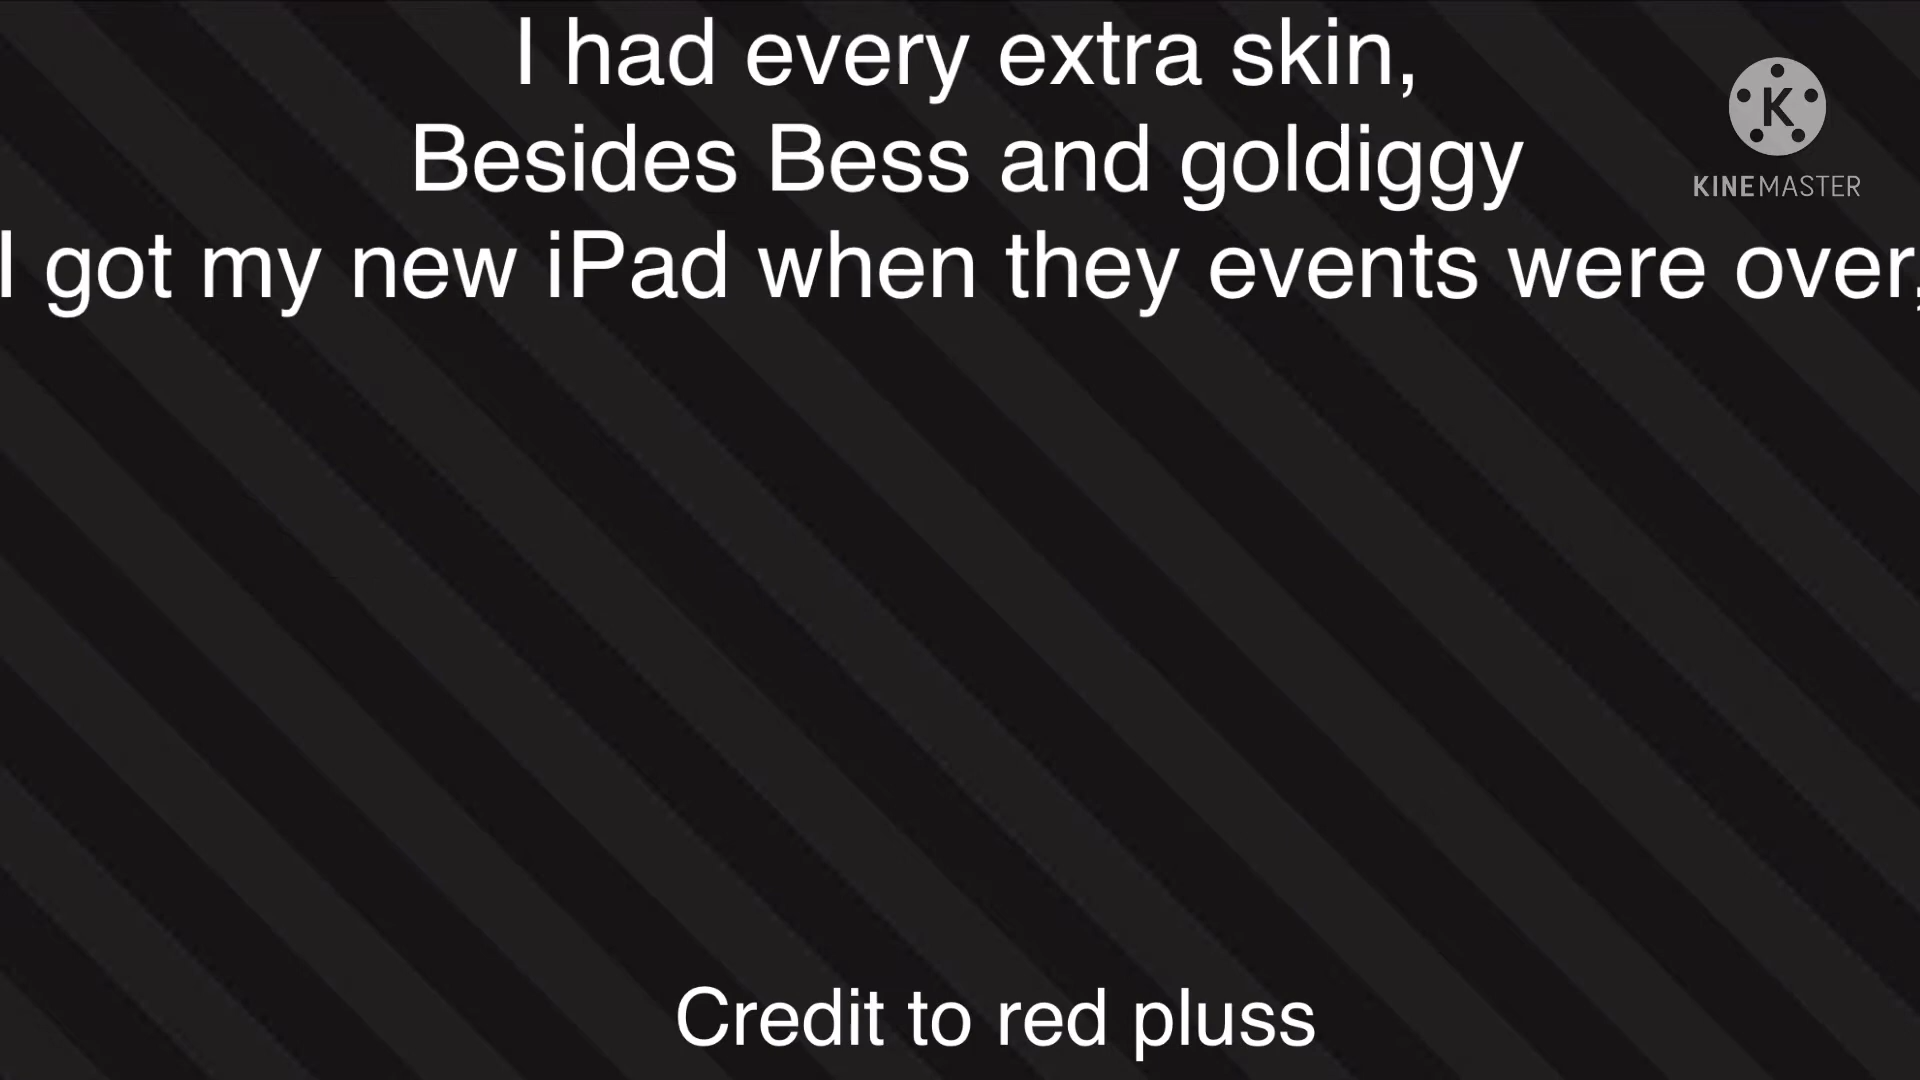 I had every extra skin,
Besides Bess and goldiggy
I got my new iPad when they events were over,
K
KINEMASTER
Credit to red pluss